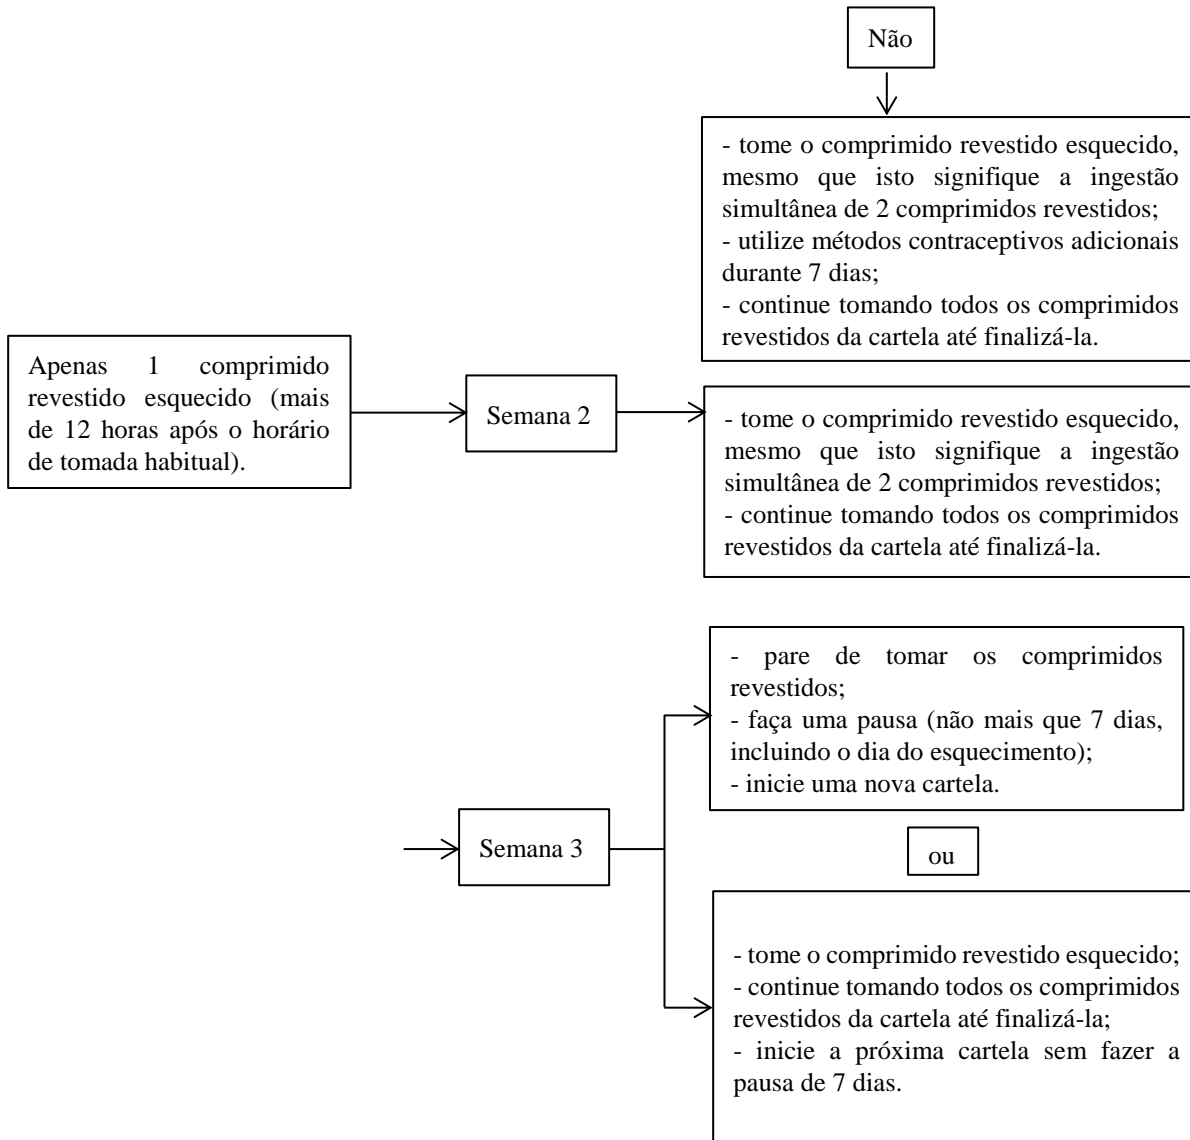 Não
- tome o comprimido revestido esquecido,
mesmo que isto signifique a ingestão
simultânea de 2 comprimidos revestidos;
- utilize métodos contraceptivos adicionais
durante 7 dias;
- continue tomando todos os comprimidos
revestidos da cartela até finalizá-la.
Apenas 1 comprimido
revestido esquecido (mais
de 12 horas após o horário
de tomada habitual).
Semana 2
- tome o comprimido revestido esquecido,
mesmo que isto signifique a ingestão
simultânea de 2 comprimidos revestidos;
- continue tomando todos os comprimidos
revestidos da cartela até finalizá-la.
- pare de tomar os comprimidos
revestidos;
- faça uma pausa (não mais que 7 dias,
incluindo o dia do esquecimento);
- inicie uma nova cartela.
Semana 3
ou
- tome o comprimido revestido esquecido;
- continue tomando todos os comprimidos
revestidos da cartela até finalizá-la;
- inicie a próxima cartela sem fazer a
pausa de 7 dias.